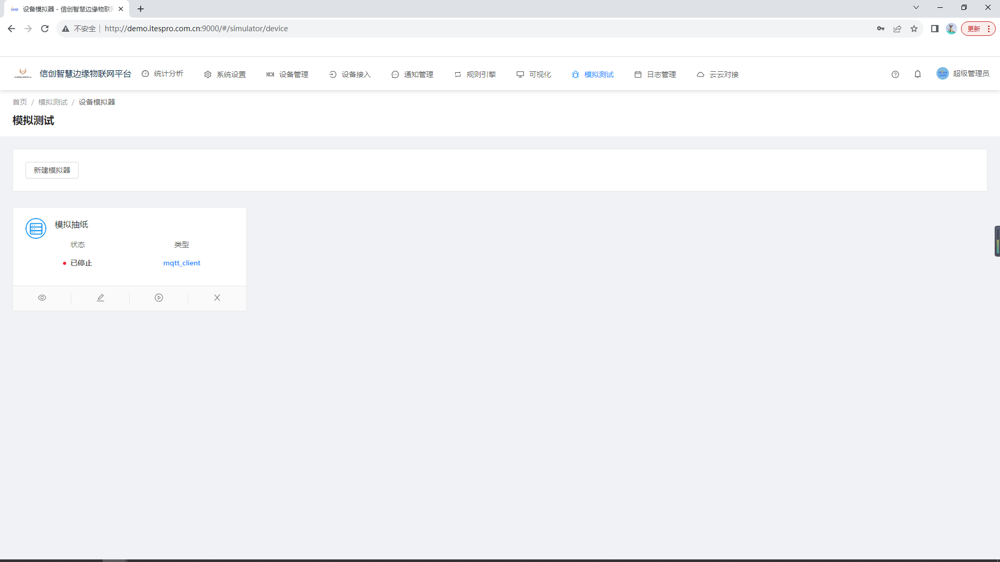 设备模拟器 - 信创智慧边缘物联网
不安全
http://demo.itespro.com.cn:9000/#/simulator/device
更新
信创智慧边缘物联网平台
统计分析
系统设置
设备管理
设备接入
通知管理
规则引擎
可视化
模拟测试
日志管理
云云对接
超级管理员
首页 / 模拟测试 / 设备模拟器
模拟测试
新建模拟器
模拟抽纸
状态
类型
已停止
mqtt_client